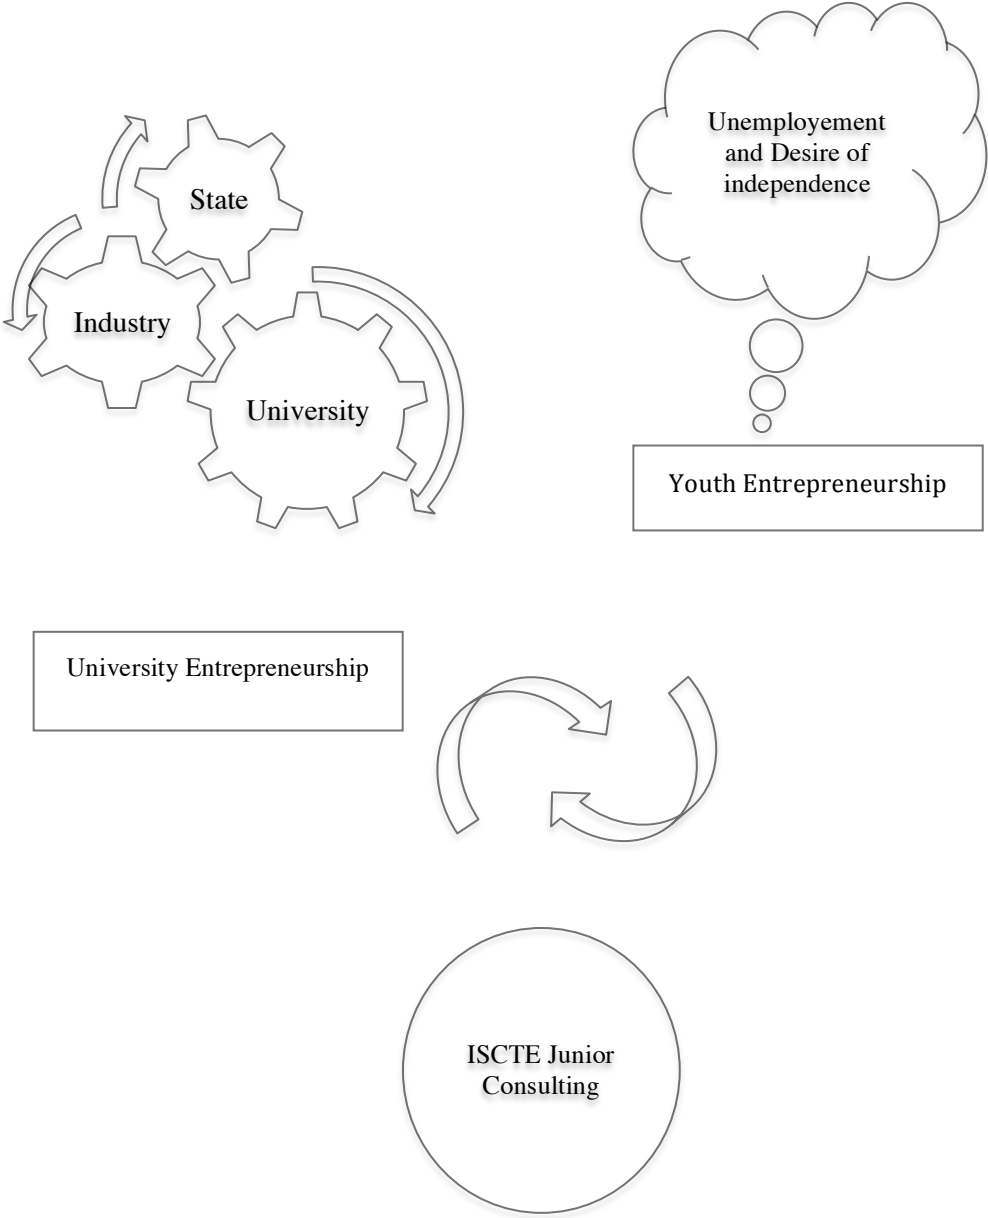 State
Industry
University
Unemployement
and Desire of
independence
Youth Entrepreneurship
University Entrepreneurship
ISCTE Junior
Consulting